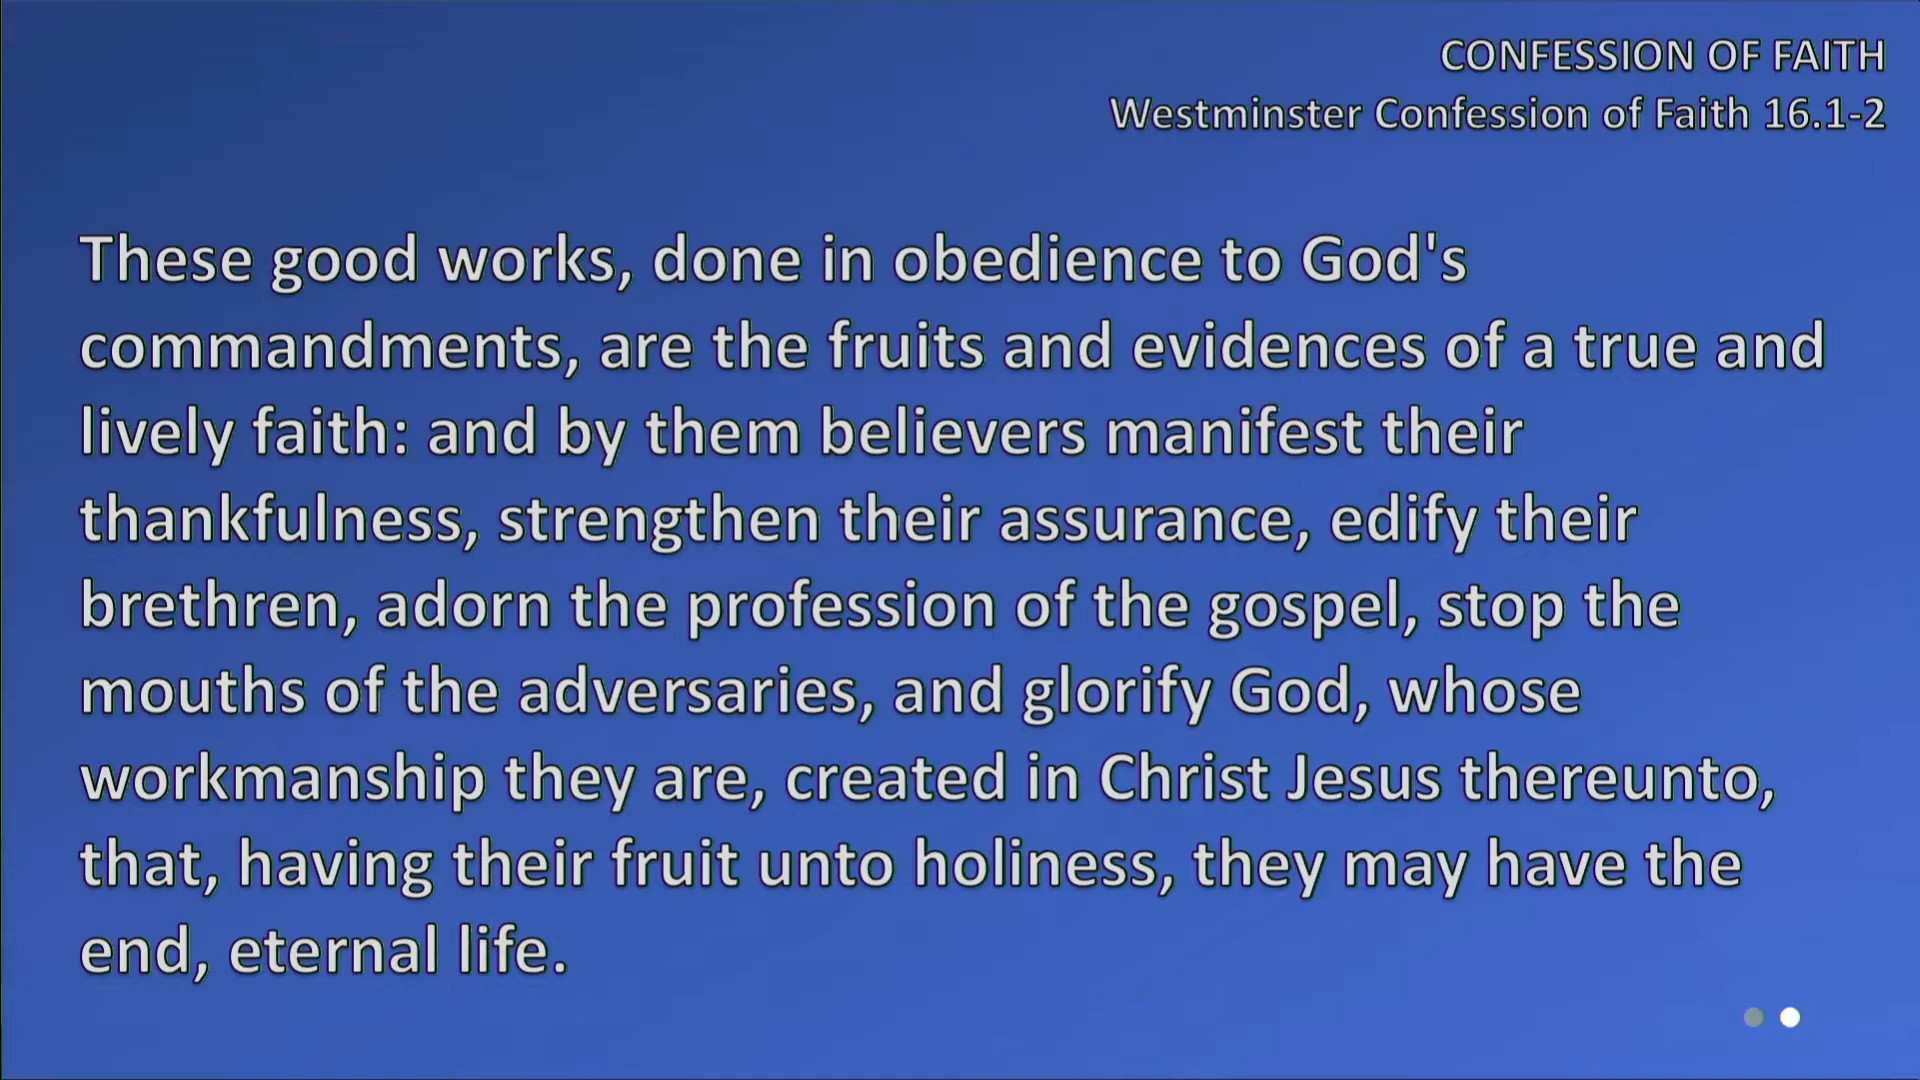 CONFESSION OF FAITH
Westminster Confession of Faith 16.1-2
These good works, done in obedience to God's
commandments, are the fruits and evidences of a true and
lively faith: and by them believers manifest their
thankfulness, strengthen their assurance, edify their
brethren, adorn the profession of the gospel, stop the
mouths of the adversaries, and glorify God, whose
workmanship they are, created in Christ Jesus thereunto,
that, having their fruit unto holiness, they may have the
end, eternal life.